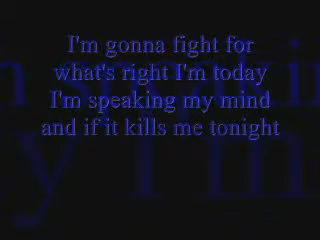 I'm gonna fight for
what's right I'm today
I'm speaking my mind
and if it kills me tonight